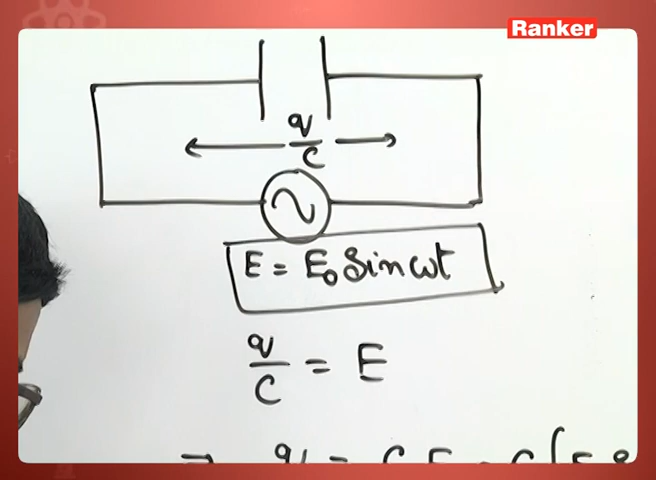 Ranker
q/C
E = E₀ Sin ωt
q/C = E